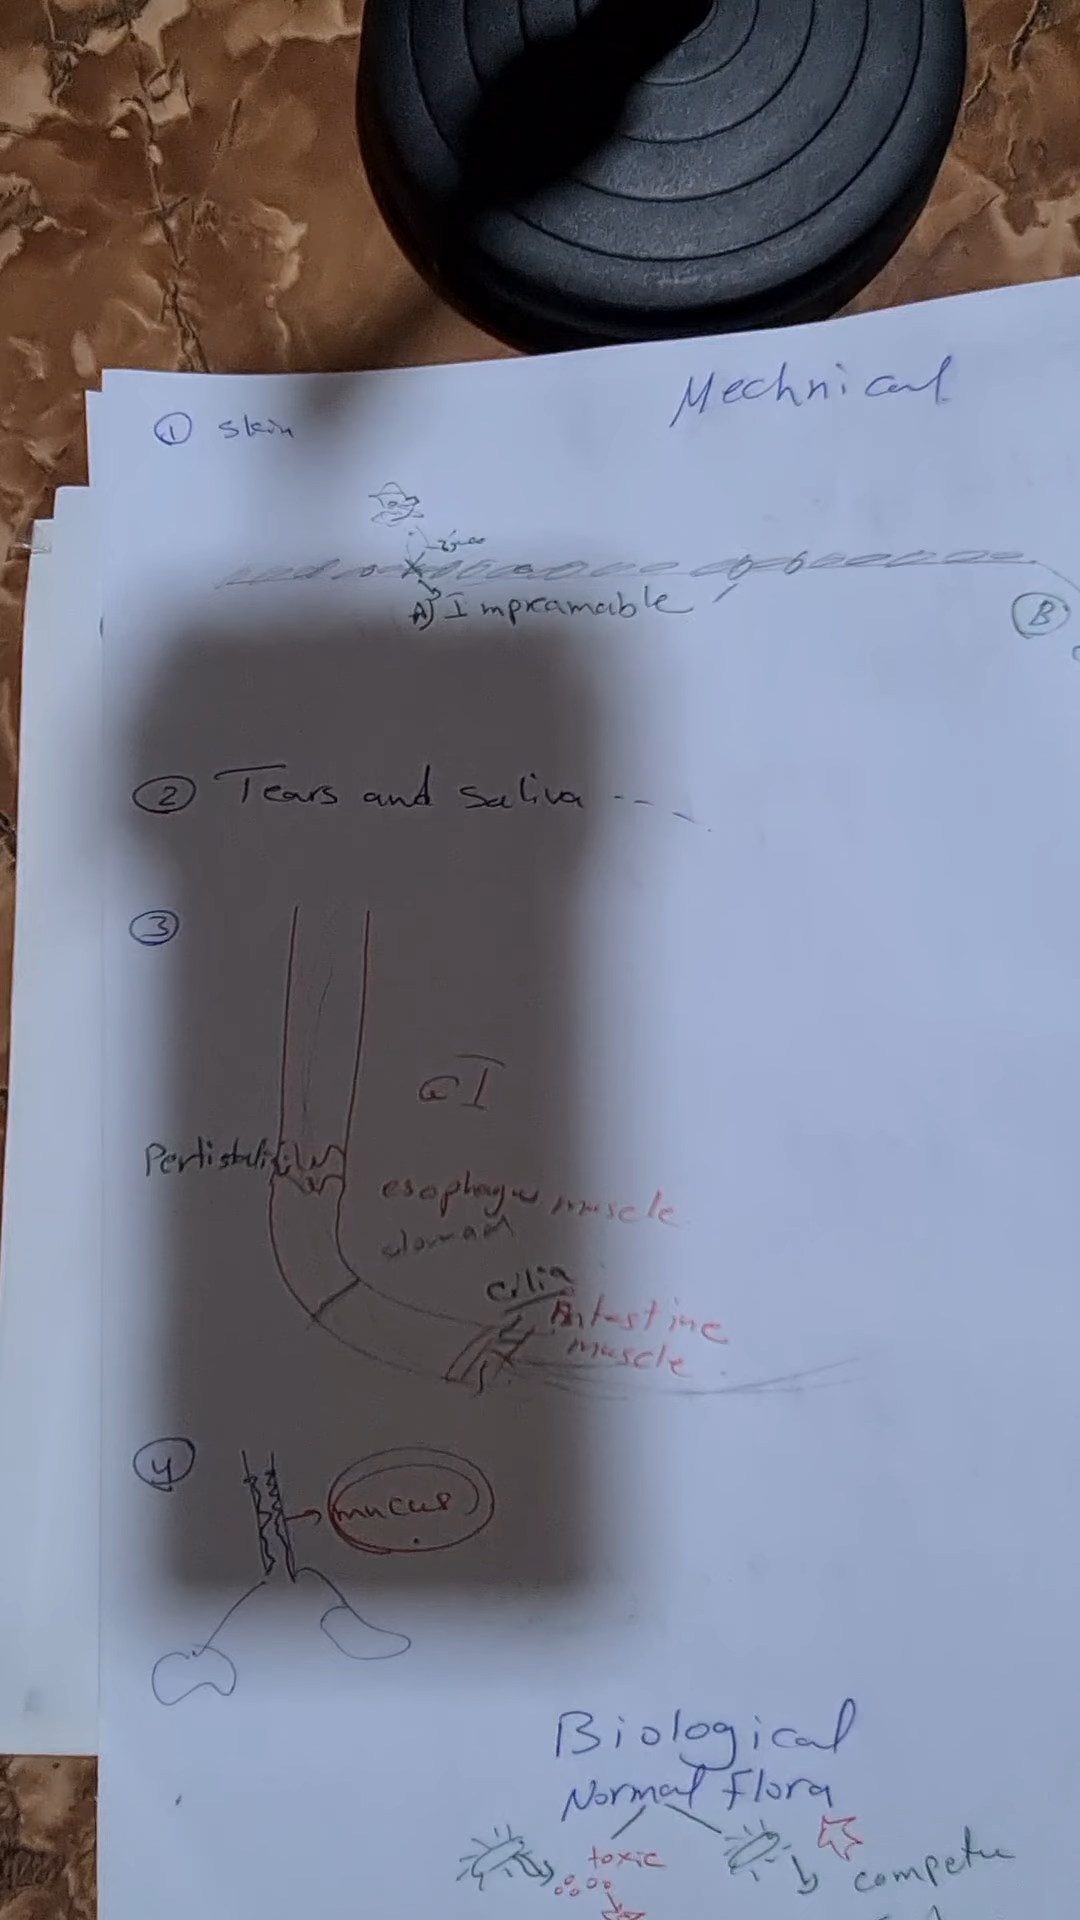 Mechnical
① skin
A) Impreamable
B
② Tears and saliva ---
③
GI
Peristalsis
esophagus muscle
stomach
cilia
Intestine
muscle
④
mucus
Biological
Normal Flora
toxic
compete